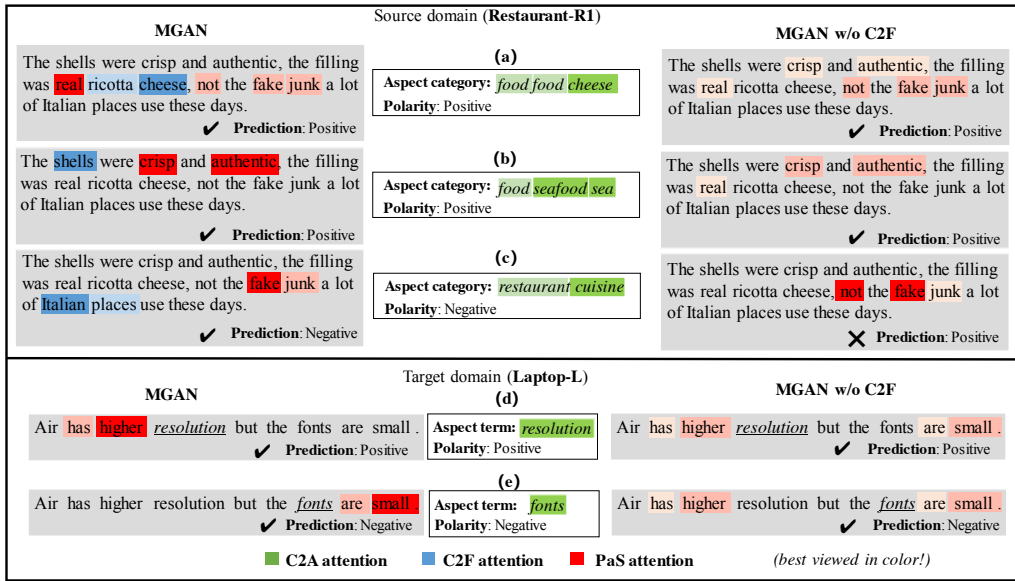 Source domain (Restaurant-R1)
MGAN
MGAN w/o C2F
The shells were crisp and authentic, the filling
was real ricotta cheese, not the fake junk a lot
of Italian places use these days.
✔ Prediction: Positive
(a)
Aspect category: food food cheese
Polarity: Positive
The shells were crisp and authentic, the filling
was real ricotta cheese, not the fake junk a lot
of Italian places use these days.
✔ Prediction: Positive
The shells were crisp and authentic, the filling
was real ricotta cheese, not the fake junk a lot
of Italian places use these days.
✔ Prediction: Positive
(b)
Aspect category: food seafood sea
Polarity: Positive
The shells were crisp and authentic, the filling
was real ricotta cheese, not the fake junk a lot
of Italian places use these days.
✔ Prediction: Positive
The shells were crisp and authentic, the filling
was real ricotta cheese, not the fake junk a lot
of Italian places use these days.
✔ Prediction: Negative
(c)
Aspect category: restaurant cuisine
Polarity: Negative
The shells were crisp and authentic, the filling
was real ricotta cheese, not the fake junk a lot
of Italian places use these days.
✕ Prediction: Positive
Target domain (Laptop-L)
MGAN
MGAN w/o C2F
Air has higher resolution but the fonts are small .
✔ Prediction: Positive
(d)
Aspect term: resolution
Polarity: Positive
Air has higher resolution but the fonts are small .
✔ Prediction: Positive
Air has higher resolution but the fonts are small .
✔ Prediction: Negative
(e)
Aspect term: fonts
Polarity: Negative
Air has higher resolution but the fonts are small .
✔ Prediction: Negative
C2A attention
C2F attention
PaS attention
(best viewed in color!)